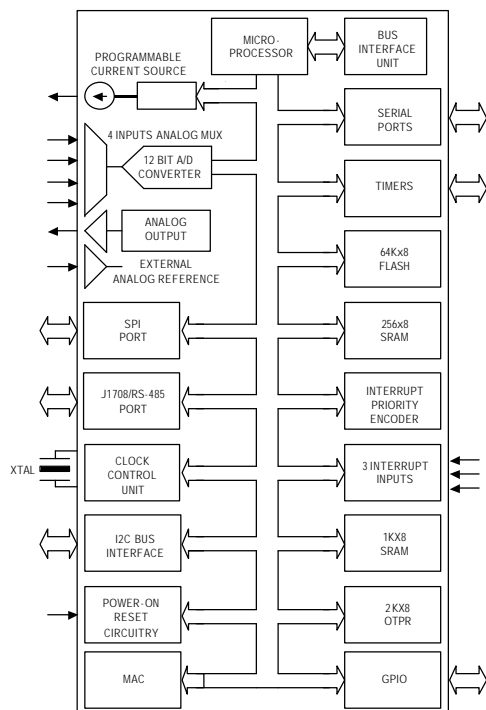 MICRO-
PROCESSOR
BUS
INTERFACE
UNIT
PROGRAMMABLE
CURRENT SOURCE
SERIAL
PORTS
4 INPUTS ANALOG MUX
12 BIT A/D
CONVERTER
TIMERS
ANALOG
OUTPUT
EXTERNAL
ANALOG REFERENCE
64Kx8
FLASH
SPI
PORT
256x8
SRAM
J1708/RS-485
PORT
INTERRUPT
PRIORITY
ENCODER
XTAL
CLOCK
CONTROL
UNIT
3 INTERRUPT
INPUTS
I2C BUS
INTERFACE
1KX8
SRAM
POWER-ON
RESET
CIRCUITRY
2KX8
OTPR
MAC
GPIO